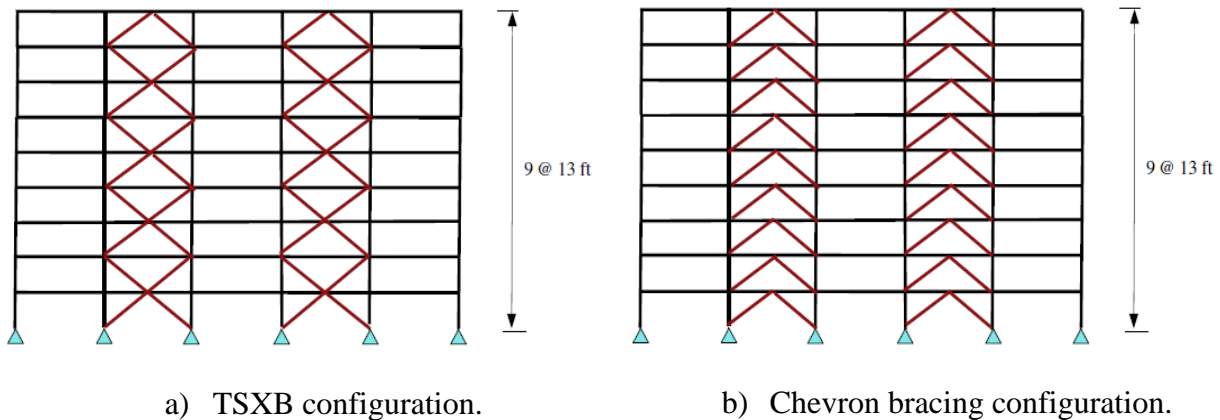 9 @ 13 ft
9 @ 13 ft
a) TSXB configuration.
b) Chevron bracing configuration.